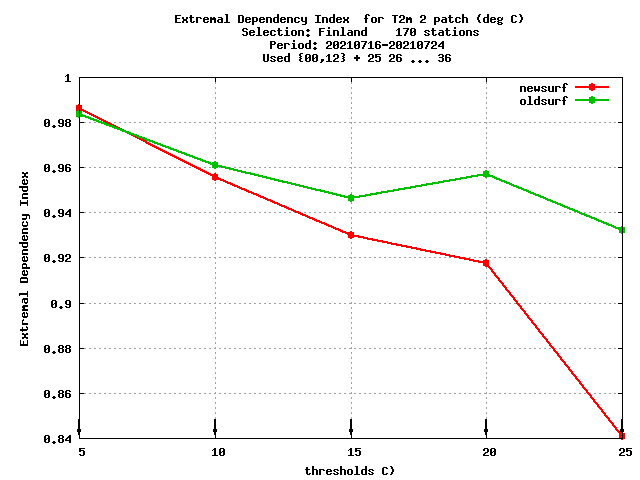 Extremal Dependency Index  for T2m 2 patch (deg C)
Selection: Finland    170 stations
Period: 20210716-20210724
Used {00,12} + 25 26 ... 36
newsurf
oldsurf
1
0.98
0.96
0.94
0.92
0.9
0.88
0.86
0.84
Extremal Dependency Index
5 10 15 20 25
thresholds C)